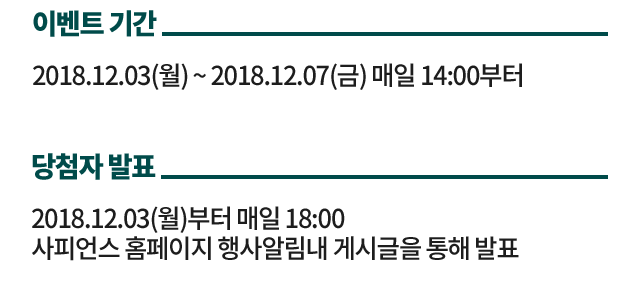 이벤트 기간
2018.12.03(월) ~ 2018.12.07(금) 매일 14:00부터
당첨자 발표
2018.12.03(월)부터 매일 18:00
사피언스 홈페이지 행사알림내 게시글을 통해 발표